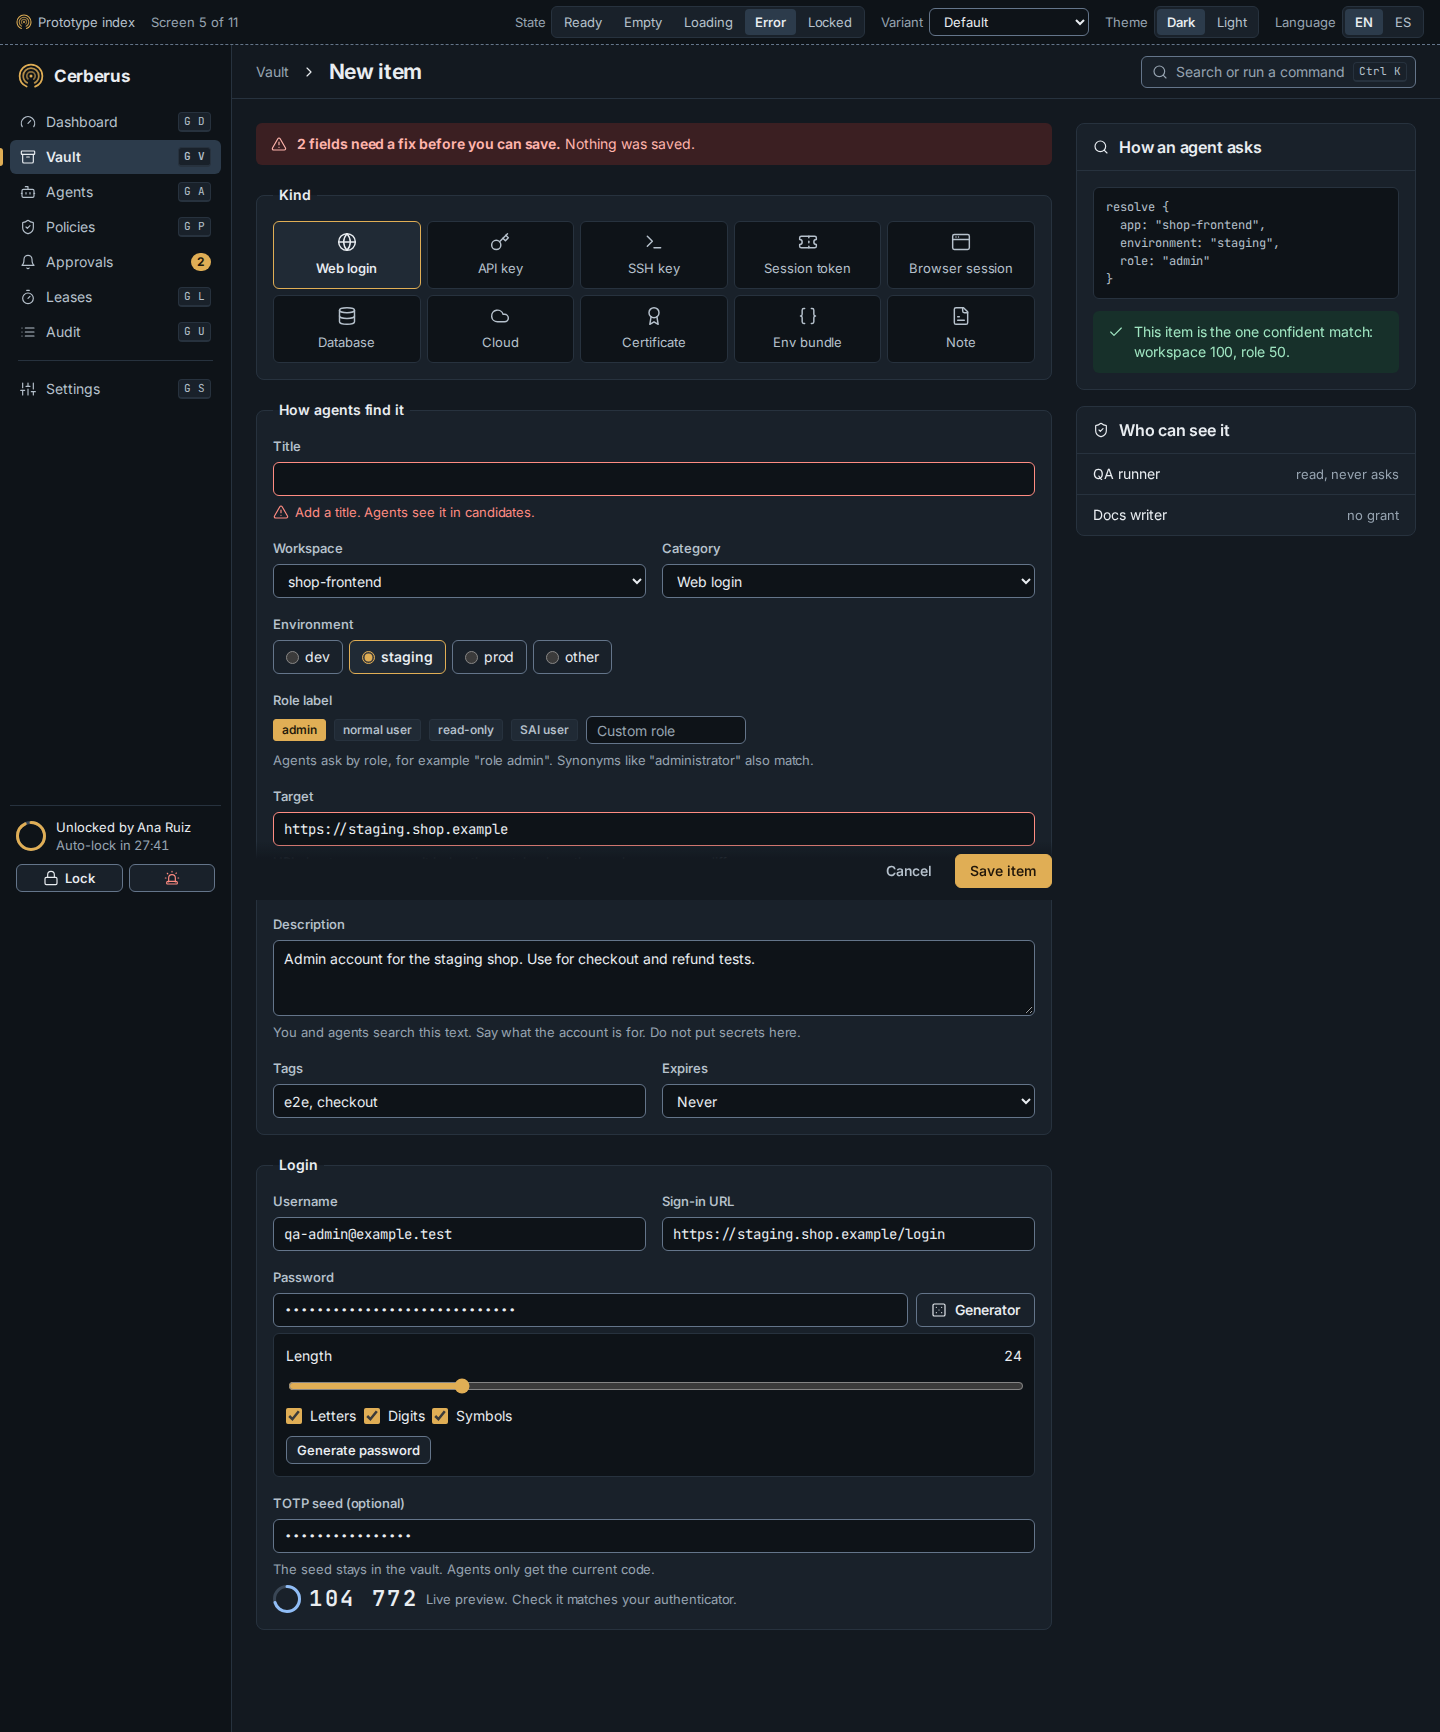 Prototype index
Screen 5 of 11
State
Ready
Empty
Loading
Error
Locked
Variant
Default
Theme
Dark
Light
Language
EN
ES
Cerberus
Dashboard
G D
Vault
G V
Agents
G A
Policies
G P
Approvals
2
Leases
G L
Audit
G U
Settings
G S
Unlocked by Ana Ruiz
Auto-lock in 27:41
Lock
Vault
New item
Search or run a command
Ctrl K
2 fields need a fix before you can save. Nothing was saved.
Kind
Web login
API key
SSH key
Session token
Browser session
Database
Cloud
Certificate
Env bundle
Note
How agents find it
Title
Add a title. Agents see it in candidates.
Workspace
Category
shop-frontend
Web login
Environment
dev
staging
prod
other
Role label
admin
normal user
read-only
SAI user
Custom role
Agents ask by role, for example "role admin". Synonyms like "administrator" also match.
Target
https://staging.shop.example
Cancel
Save item
Description
Admin account for the staging shop. Use for checkout and refund tests.
You and agents search this text. Say what the account is for. Do not put secrets here.
Tags
Expires
e2e, checkout
Never
Login
Username
Sign-in URL
qa-admin@example.test
https://staging.shop.example/login
Password
Generator
Length
24
Letters
Digits
Symbols
Generate password
TOTP seed (optional)
The seed stays in the vault. Agents only get the current code.
104 772
Live preview. Check it matches your authenticator.
How an agent asks
resolve {
app: "shop-frontend",
environment: "staging",
role: "admin"
}
This item is the one confident match:
workspace 100, role 50.
Who can see it
QA runner
read, never asks
Docs writer
no grant